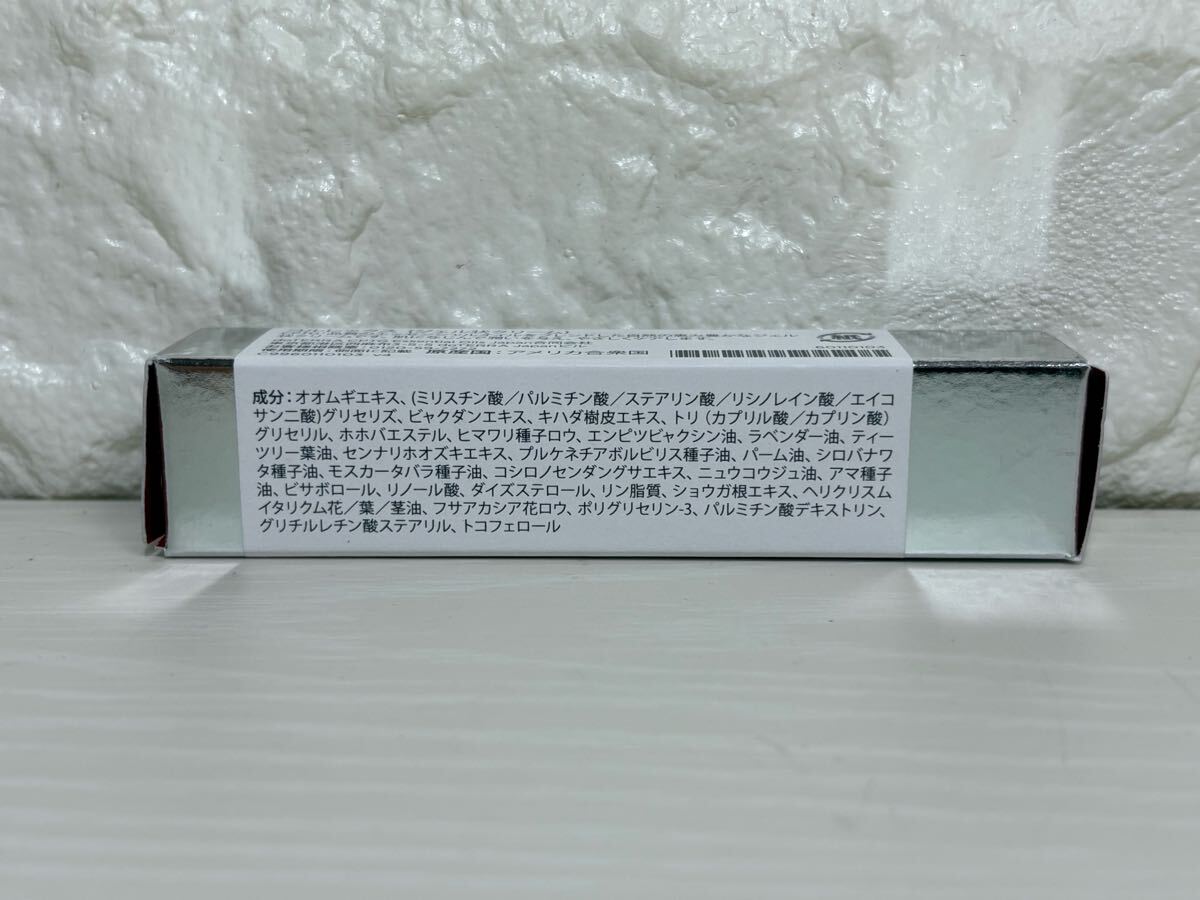 原産国：アメリカ合衆国
成分：オオムギエキス、(ミリスチン酸／パルミチン酸／ステアリン酸／リシノレイン酸／エイコ
サン二酸)グリセリズ、ビャクダンエキス、キハダ樹皮エキス、トリ（カプリル酸／カプリン酸）
グリセリル、ホホバエステル、ヒマワリ種子ロウ、エンピツビャクシン油、ラベンダー油、ティー
ツリー葉油、センナリホオズキエキス、プルケネチアボルビリス種子油、パーム油、シロバナワ
タ種子油、モスカータバラ種子油、コシロノセンダングサエキス、ニュウコウジュ油、アマ種子
油、ビサボロール、リノール酸、ダイズステロール、リン脂質、ショウガ根エキス、ヘリクリスム
イタリクム花／葉／茎油、フサアカシア花ロウ、ポリグリセリン-3、パルミチン酸デキストリン、
グリチルレチン酸ステアリル、トコフェロール